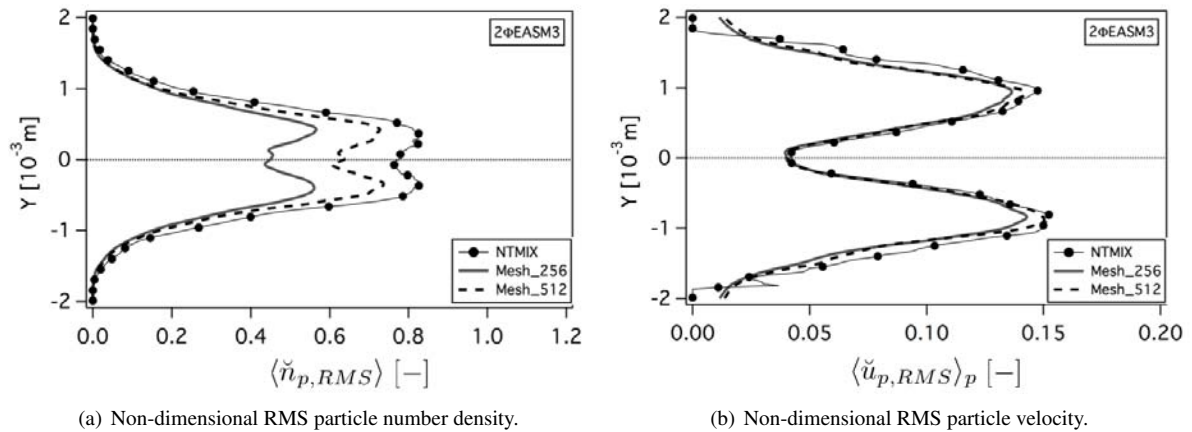 2
1
0
-1
-2
Y [10⁻³m]
2ΦEASM3
NTMIX
Mesh_256
Mesh_512
0.0 0.2 0.4 0.6 0.8 1.0 1.2
⟨n̆p,RMS⟩ [−]
(a) Non-dimensional RMS particle number density.
2
1
0
-1
-2
Y [10⁻³m]
2ΦEASM3
NTMIX
Mesh_256
Mesh_512
0.00 0.05 0.10 0.15 0.20
⟨ŭp,RMS⟩p [−]
(b) Non-dimensional RMS particle velocity.